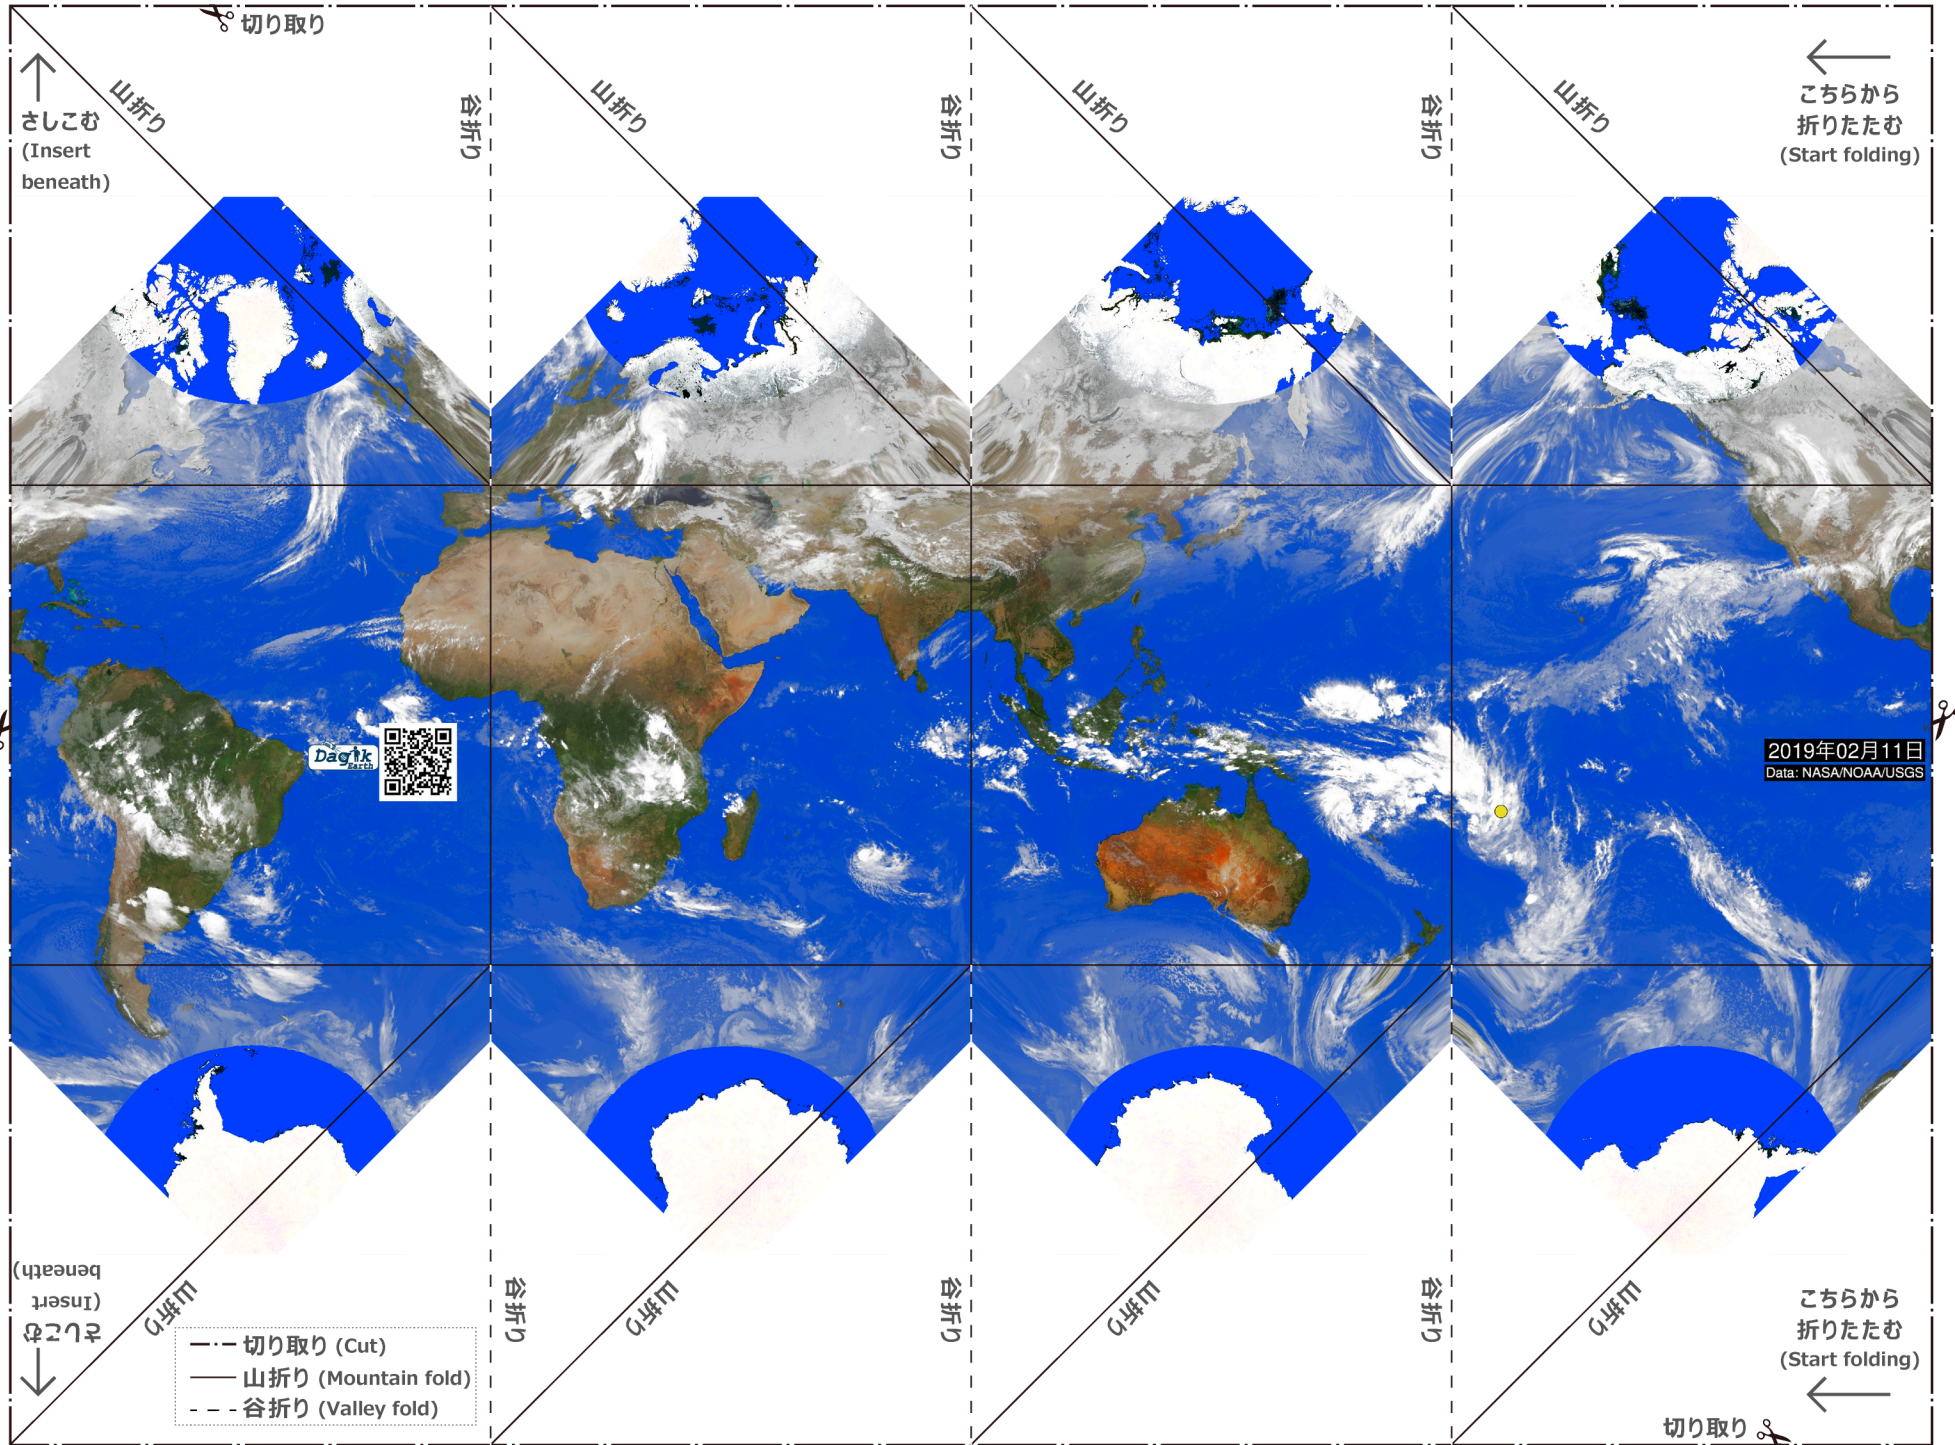 切り取り
さしこむ
(Insert
beneath)
山折り
谷折り
山折り
谷折り
山折り
谷折り
山折り
こちらから
折りたたむ
(Start folding)
Dagik
Earth
2019年02月11日
Data: NASA/NOAA/USGS
さしこむ
(Insert
beneath)
山折り
谷折り
山折り
谷折り
山折り
谷折り
山折り
こちらから
折りたたむ
(Start folding)
切り取り (Cut)
山折り (Mountain fold)
谷折り (Valley fold)
切り取り